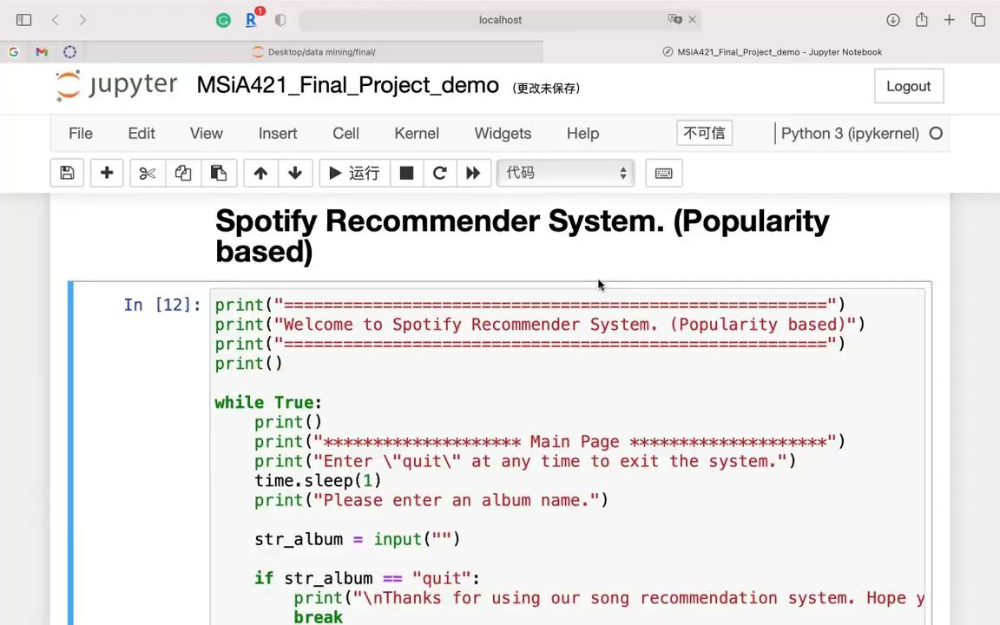 localhost
1
Desktop/data mining/final/
MSiA421_Final_Project_demo - Jupyter Notebook
jupyter MSiA421_Final_Project_demo (更改未保存)
Logout
File Edit View Insert Cell Kernel Widgets Help 不可信 Python 3 (ipykernel)
运行 代码
Spotify Recommender System. (Popularity
based)
In [12]: print("=======================================================")
print("Welcome to Spotify Recommender System. (Popularity based)")
print("=======================================================")
print()
while True:
print()
print("******************** Main Page ********************")
print("Enter \"quit\" at any time to exit the system.")
time.sleep(1)
print("Please enter an album name.")
str_album = input("")
if str_album == "quit":
print("\nThanks for using our song recommendation system. Hope y
break